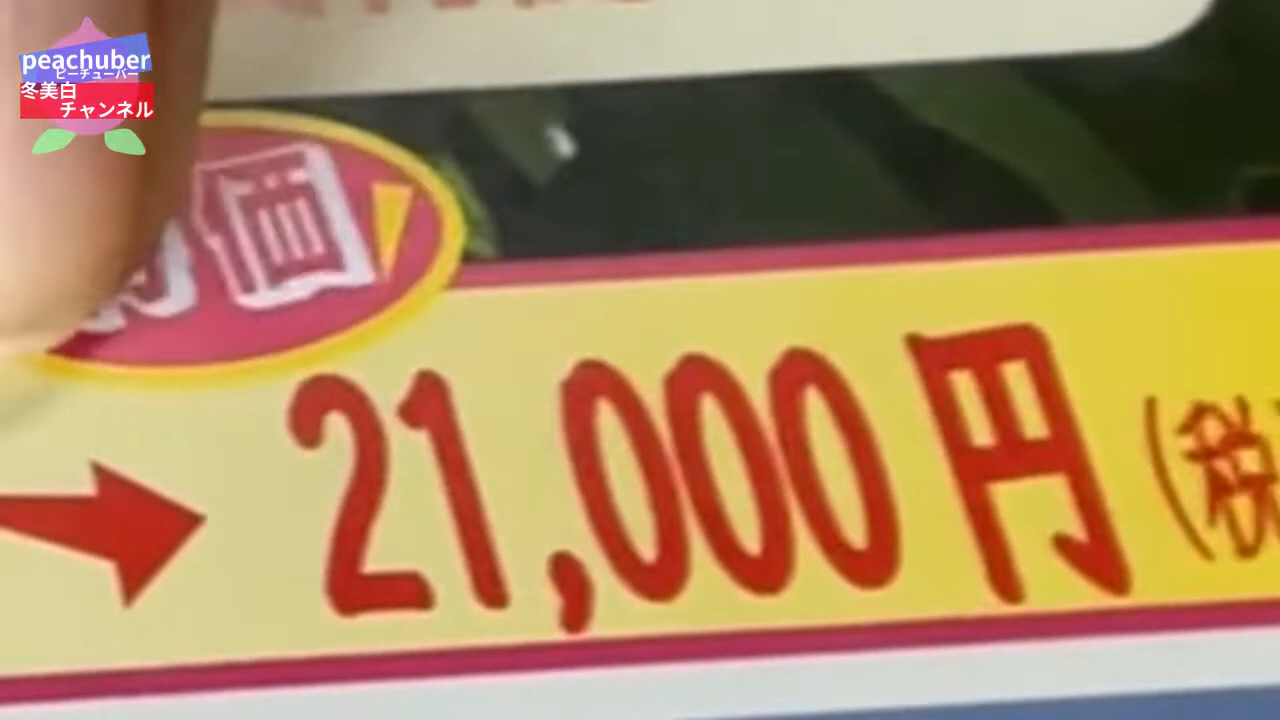 peachuber
ピーチューバー
冬美白
チャンネル
価
21,000円(税